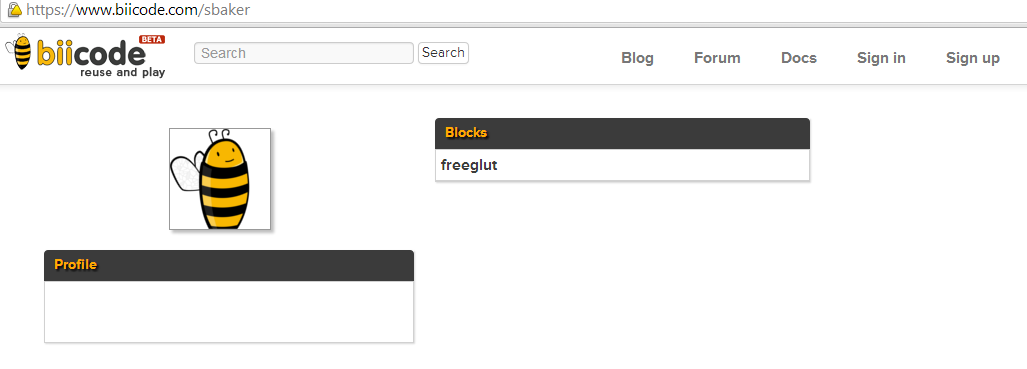 https://www.biicode.com/sbaker
biicode BETA
reuse and play
Search
Search
Blog
Forum
Docs
Sign in
Sign up
Blocks
freeglut
Profile